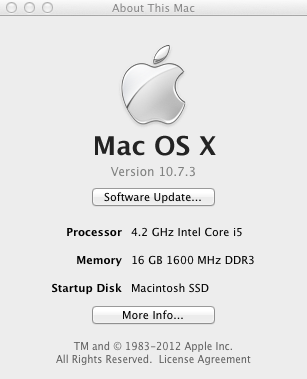 About This Mac
Mac OS X
Version 10.7.3
Software Update...
Processor 4.2 GHz Intel Core i5
Memory 16 GB 1600 MHz DDR3
Startup Disk Macintosh SSD
More Info...
TM and © 1983-2012 Apple Inc.
All Rights Reserved. License Agreement